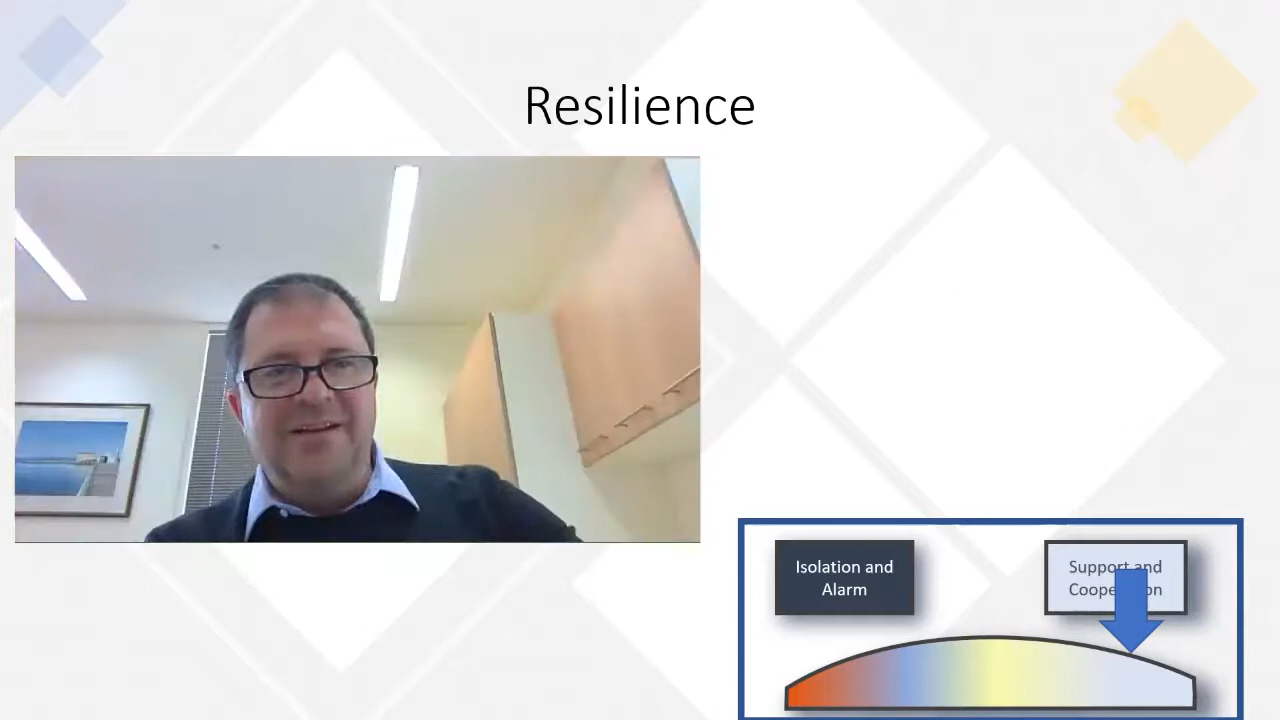 Resilience
Isolation and
Alarm
Support and